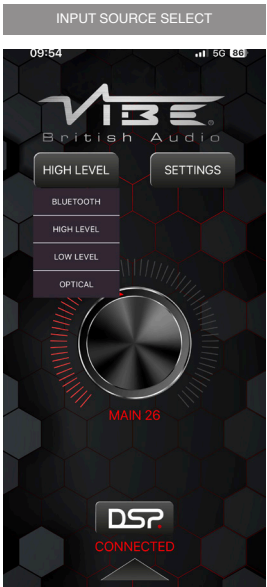 INPUT SOURCE SELECT
09:54 5G 86
VIBE
British Audio
HIGH LEVEL SETTINGS
BLUETOOTH
HIGH LEVEL
LOW LEVEL
OPTICAL
MAIN 26
DSP
CONNECTED